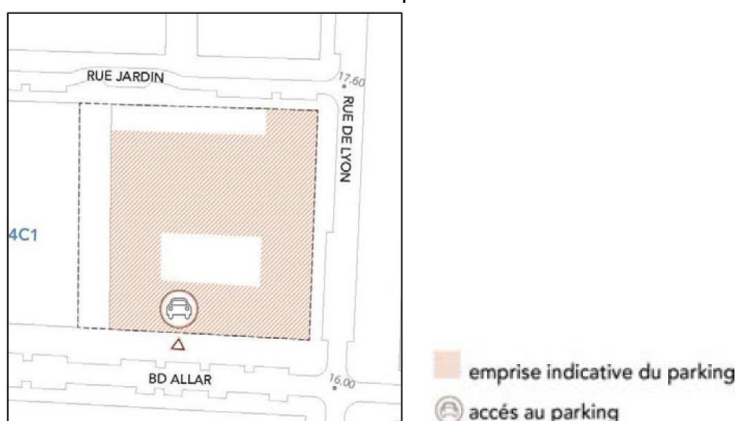 RUE JARDIN
17.60
RUE DE LYON
4C1
BD ALLAR
16.00
emprise indicative du parking
accés au parking